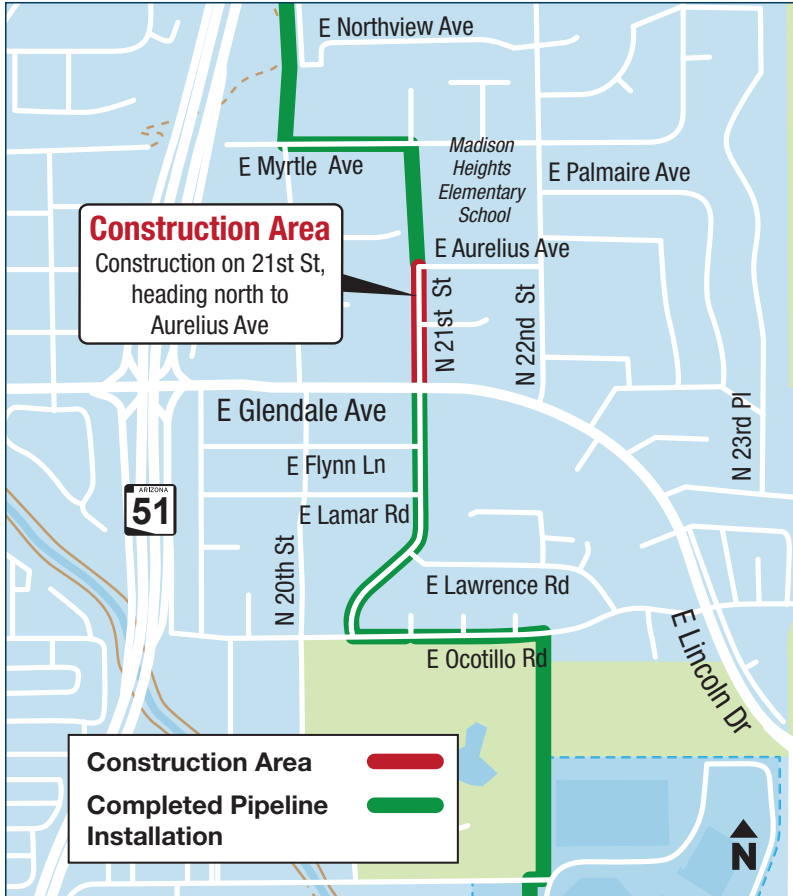 E Northview Ave
E Myrtle Ave
Madison
Heights
Elementary
School
E Palmaire Ave
Construction Area
Construction on 21st St,
heading north to
Aurelius Ave
E Aurelius Ave
N 21st St
N 22nd St
E Glendale Ave
N 23rd Pl
E Flynn Ln
ARIZONA
51
E Lamar Rd
N 20th St
E Lawrence Rd
E Ocotillo Rd
E Lincoln Dr
Construction Area
Completed Pipeline
Installation
N